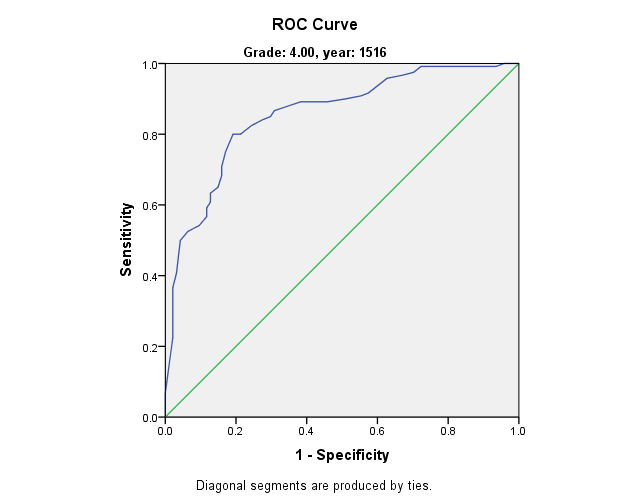 ROC Curve
Grade: 4.00, year: 1516
1.0
0.8
0.6
0.4
0.2
0.0
Sensitivity
0.0 0.2 0.4 0.6 0.8 1.0
1 - Specificity
Diagonal segments are produced by ties.